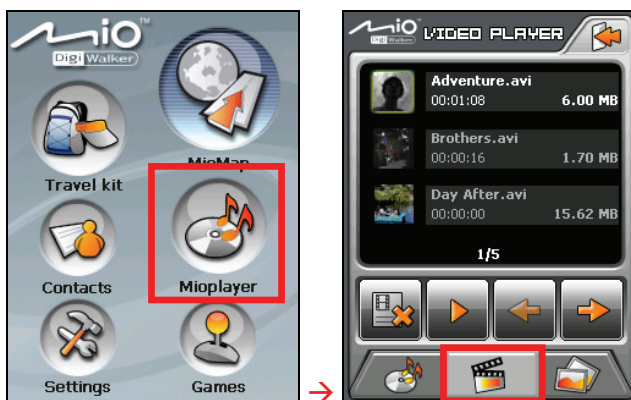 Mio™
Digi Walker
MioMap
Travel kit
Contacts
Mioplayer
Settings
Games
→
Mio
Digi Walker
VIDEO PLAYER
Adventure.avi
00:01:08 6.00 MB
Brothers.avi
00:00:16 1.70 MB
Day After.avi
00:00:00 15.62 MB
1/5